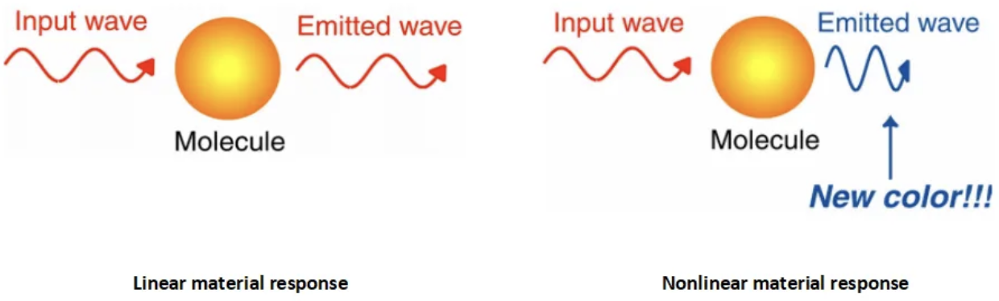 Input wave
Emitted wave
Molecule
Linear material response
Input wave
Emitted wave
Molecule
New color!!!
Nonlinear material response